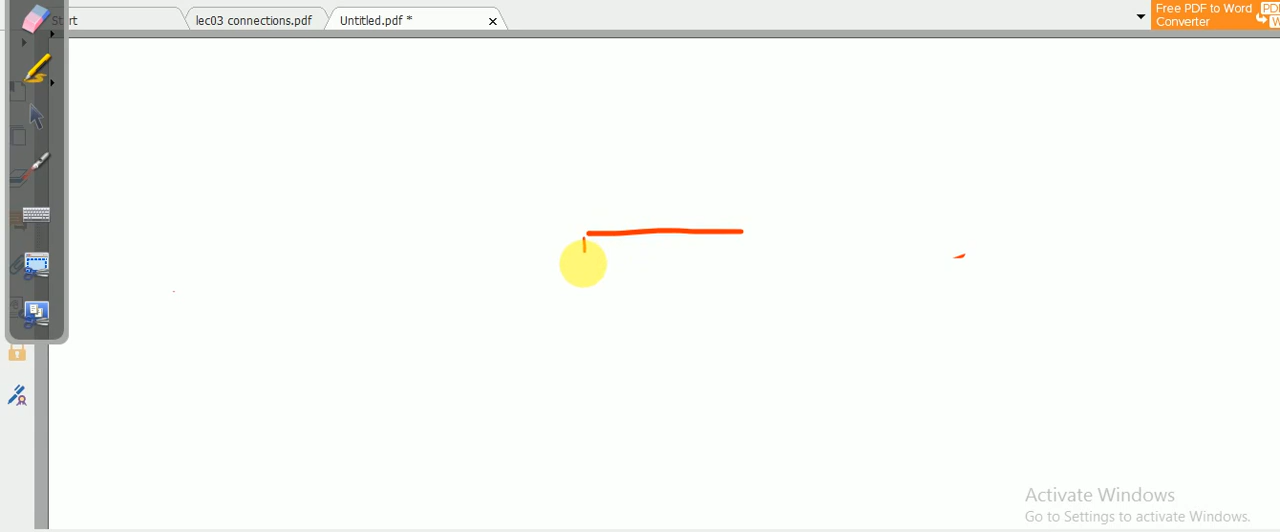 Start
lec03 connections.pdf
Untitled.pdf *
Free PDF to Word
Converter
Activate Windows
Go to Settings to activate Windows.